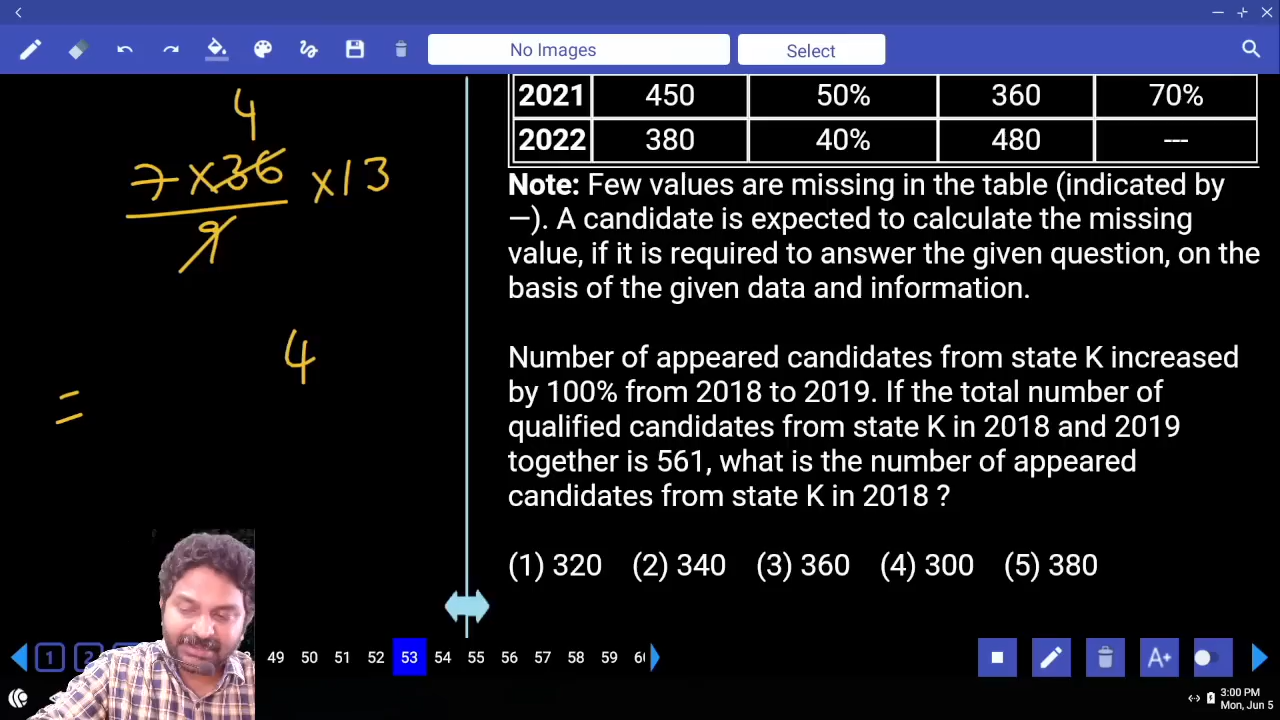 No Images
Select
4
7 x 36 x 13
9
4
=
2021 450 50% 360 70%
2022 380 40% 480 ---
Note: Few values are missing in the table (indicated by
—). A candidate is expected to calculate the missing
value, if it is required to answer the given question, on the
basis of the given data and information.
Number of appeared candidates from state K increased
by 100% from 2018 to 2019. If the total number of
qualified candidates from state K in 2018 and 2019
together is 561, what is the number of appeared
candidates from state K in 2018 ?
(1) 320 (2) 340 (3) 360 (4) 300 (5) 380
1 2 49 50 51 52 53 54 55 56 57 58 59
A+
3:00 PM
Mon, Jun 5